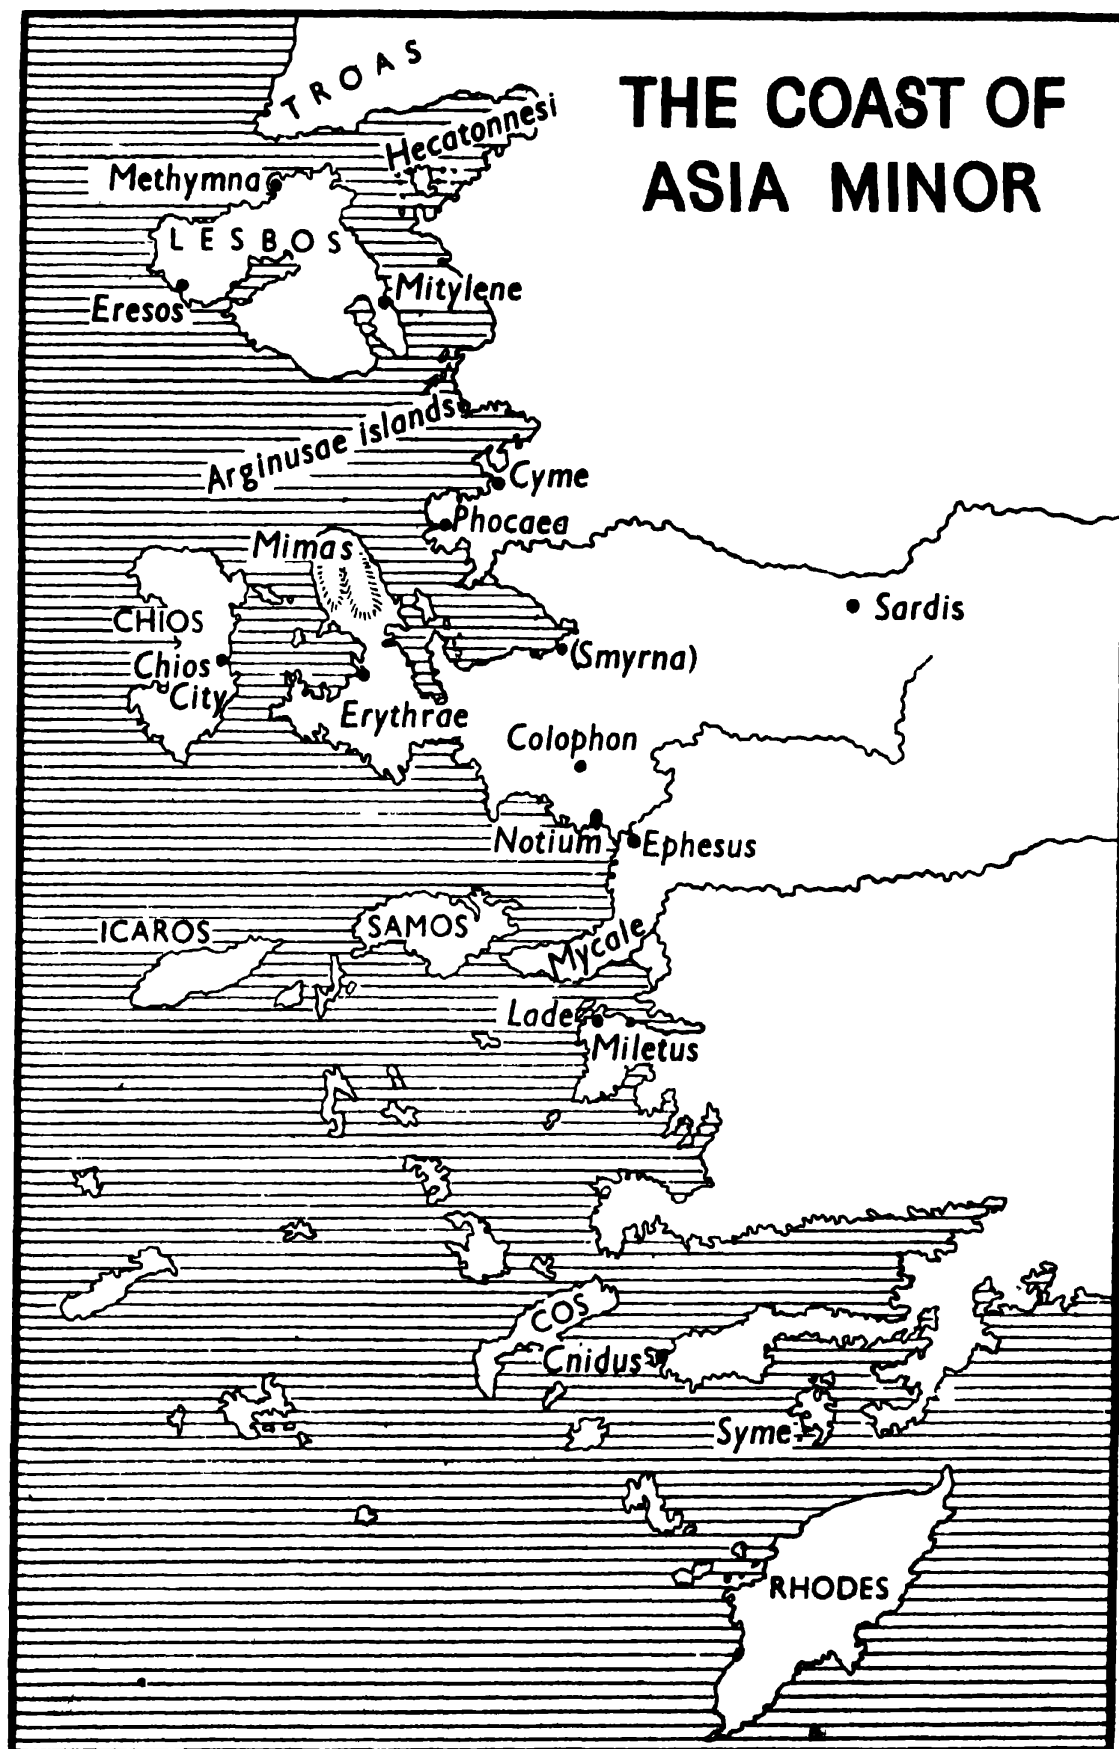 THE COAST OF
ASIA MINOR
TROAS
Hecatonnesi
Methymna
LESBOS
Mitylene
Eresos
Arginusae islands
Cyme
Phocaea
Mimas
Sardis
CHIOS
Chios
City
(Smyrna)
Erythrae
Colophon
Notium
Ephesus
ICAROS
SAMOS
Mycale
Lade
Miletus
COS
Cnidus
Syme
RHODES